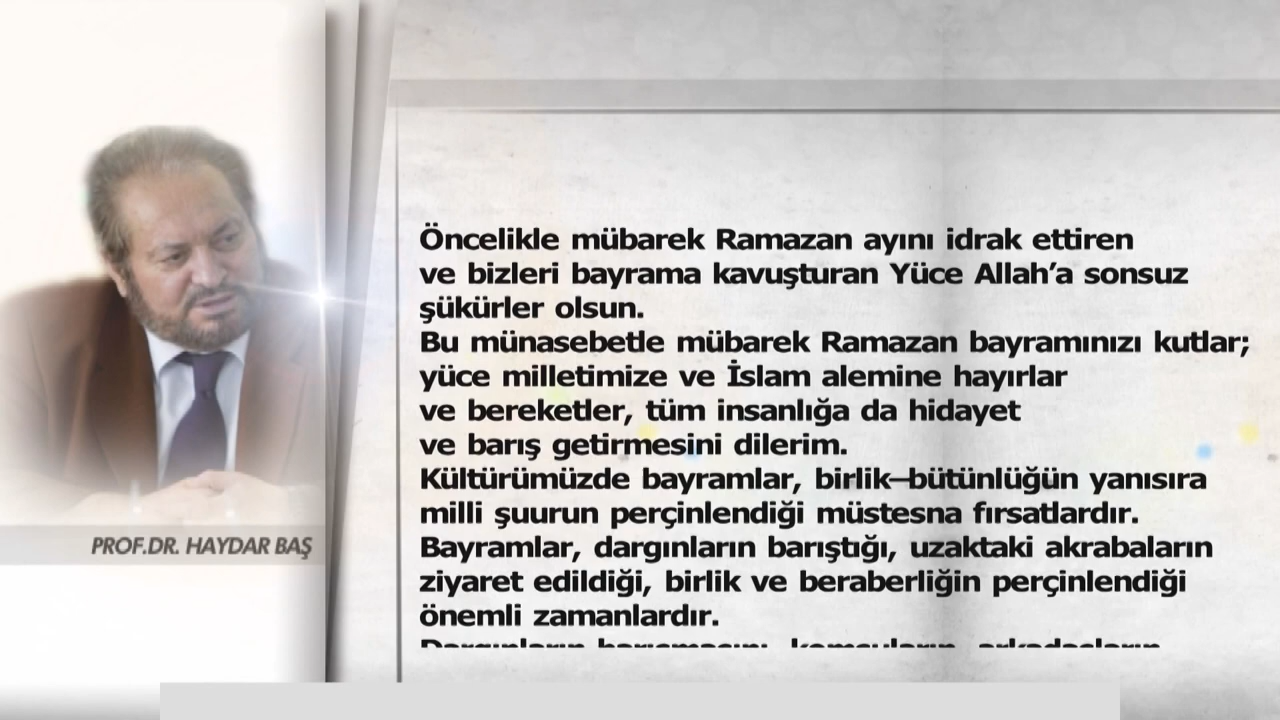 Öncelikle mübarek Ramazan ayını idrak ettiren
ve bizleri bayrama kavuşturan Yüce Allah’a sonsuz
şükürler olsun.
Bu münasebetle mübarek Ramazan bayramınızı kutlar;
yüce milletimize ve İslam alemine hayırlar
ve bereketler, tüm insanlığa da hidayet
ve barış getirmesini dilerim.
Kültürümüzde bayramlar, birlik–bütünlüğün yanısıra
milli şuurun perçinlendiği müstesna fırsatlardır.
Bayramlar, dargınların barıştığı, uzaktaki akrabaların
ziyaret edildiği, birlik ve beraberliğin perçinlendiği
önemli zamanlardır.
PROF.DR. HAYDAR BAŞ